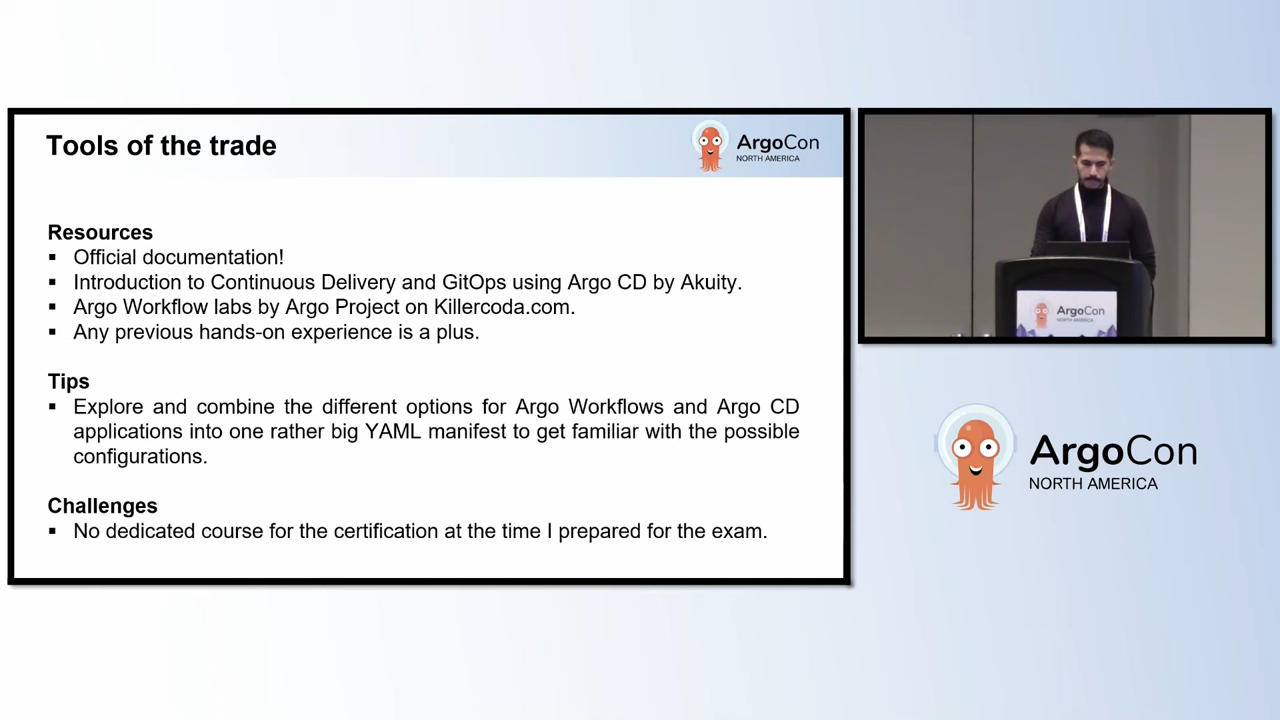 Tools of the trade
ArgoCon
NORTH AMERICA
Resources
▪ Official documentation!
▪ Introduction to Continuous Delivery and GitOps using Argo CD by Akuity.
▪ Argo Workflow labs by Argo Project on Killercoda.com.
▪ Any previous hands-on experience is a plus.
Tips
▪ Explore and combine the different options for Argo Workflows and Argo CD
applications into one rather big YAML manifest to get familiar with the possible
configurations.
Challenges
▪ No dedicated course for the certification at the time I prepared for the exam.
ArgoCon
NORTH AMERICA
ArgoCon
NORTH AMERICA